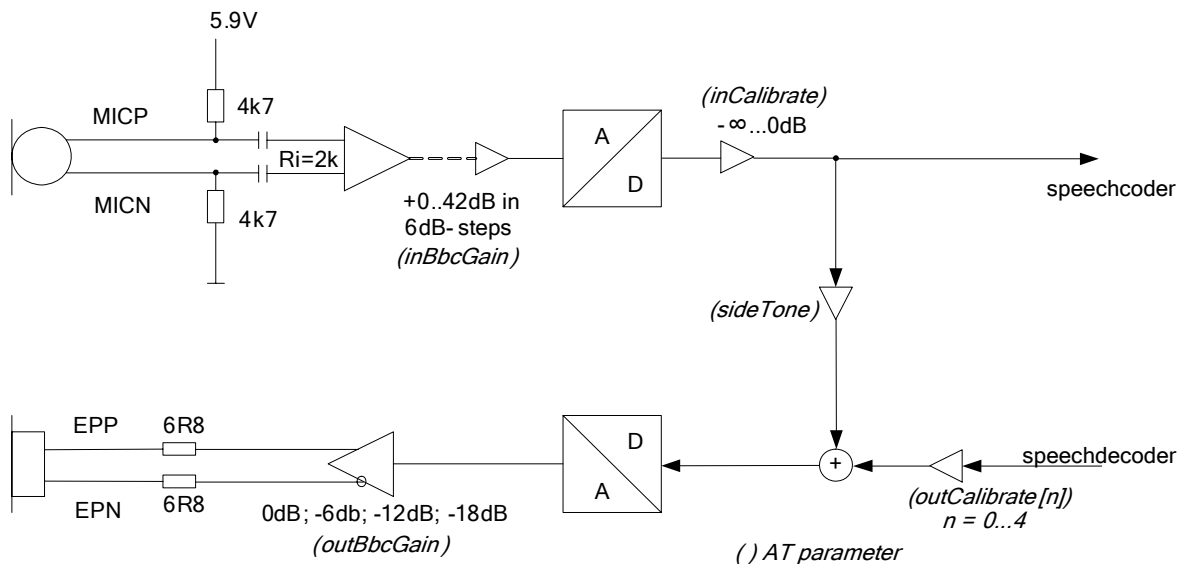 5.9V
4k7
MICP
Ri=2k
MICN
4k7
+0..42dB in
6dB- steps
(inBbcGain)
A
D
(inCalibrate)
-∞...0dB
speechcoder
(sideTone)
EPP
6R8
EPN
6R8
0dB; -6db; -12dB; -18dB
(outBbcGain)
D
A
+
speechdecoder
(outCalibrate[n])
n = 0...4
( ) AT parameter